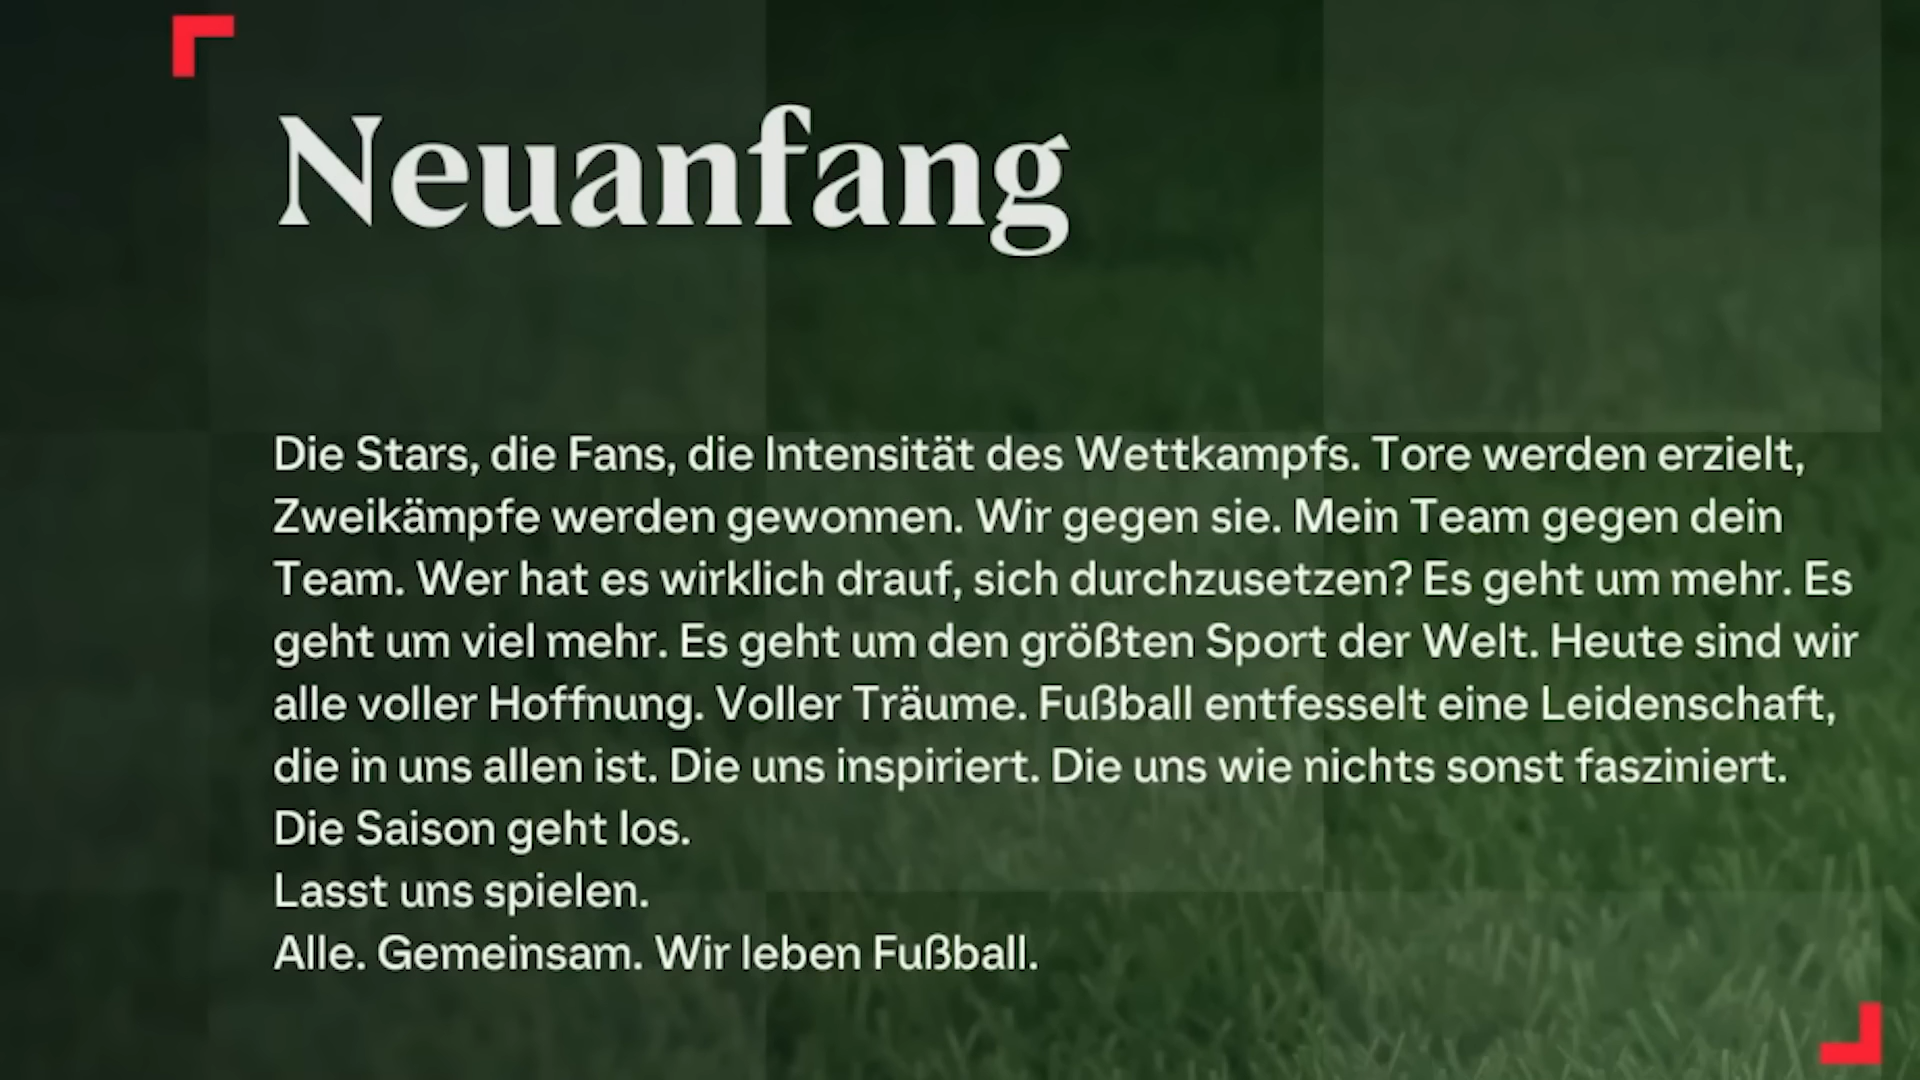 Neuanfang
Die Stars, die Fans, die Intensität des Wettkampfs. Tore werden erzielt,
Zweikämpfe werden gewonnen. Wir gegen sie. Mein Team gegen dein
Team. Wer hat es wirklich drauf, sich durchzusetzen? Es geht um mehr. Es
geht um viel mehr. Es geht um den größten Sport der Welt. Heute sind wir
alle voller Hoffnung. Voller Träume. Fußball entfesselt eine Leidenschaft,
die in uns allen ist. Die uns inspiriert. Die uns wie nichts sonst fasziniert.
Die Saison geht los.
Lasst uns spielen.
Alle. Gemeinsam. Wir leben Fußball.